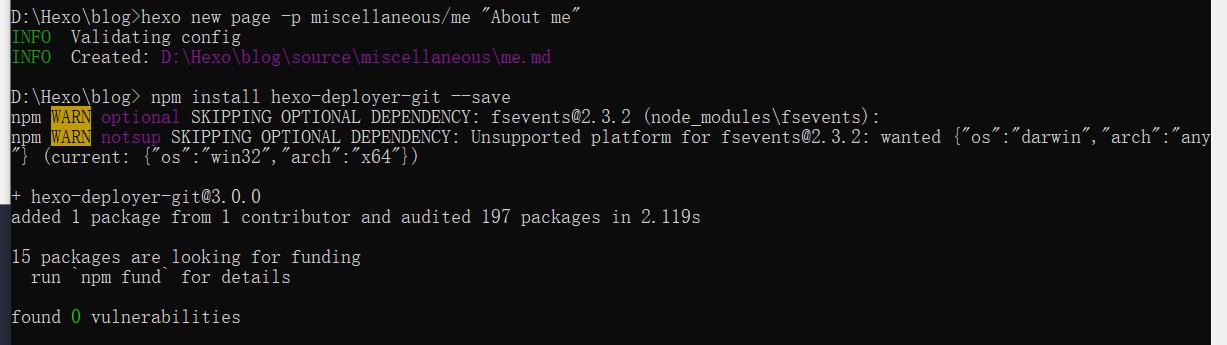 D:\Hexo\blog>hexo new page -p miscellaneous/me "About me"
INFO  Validating config
INFO  Created: D:\Hexo\blog\source\miscellaneous\me.md
D:\Hexo\blog> npm install hexo-deployer-git --save
npm WARN optional SKIPPING OPTIONAL DEPENDENCY: fsevents@2.3.2 (node_modules\fsevents):
npm WARN notsup SKIPPING OPTIONAL DEPENDENCY: Unsupported platform for fsevents@2.3.2: wanted {"os":"darwin","arch":"any
"} (current: {"os":"win32","arch":"x64"})
+ hexo-deployer-git@3.0.0
added 1 package from 1 contributor and audited 197 packages in 2.119s
15 packages are looking for funding
  run `npm fund` for details
found 0 vulnerabilities